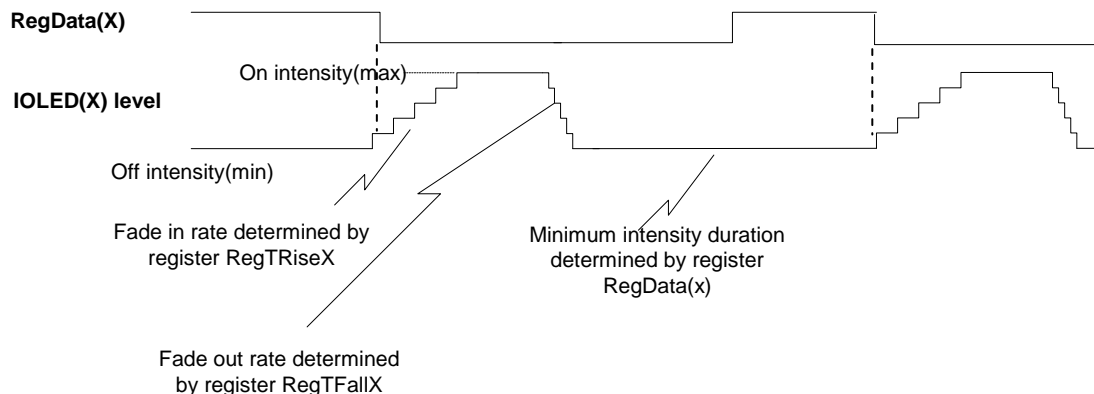 RegData(X)
On intensity(max)
IOLED(X) level
Off intensity(min)
Fade in rate determined by
register RegTRiseX
Minimum intensity duration
determined by register
RegData(x)
Fade out rate determined
by register RegTFallX